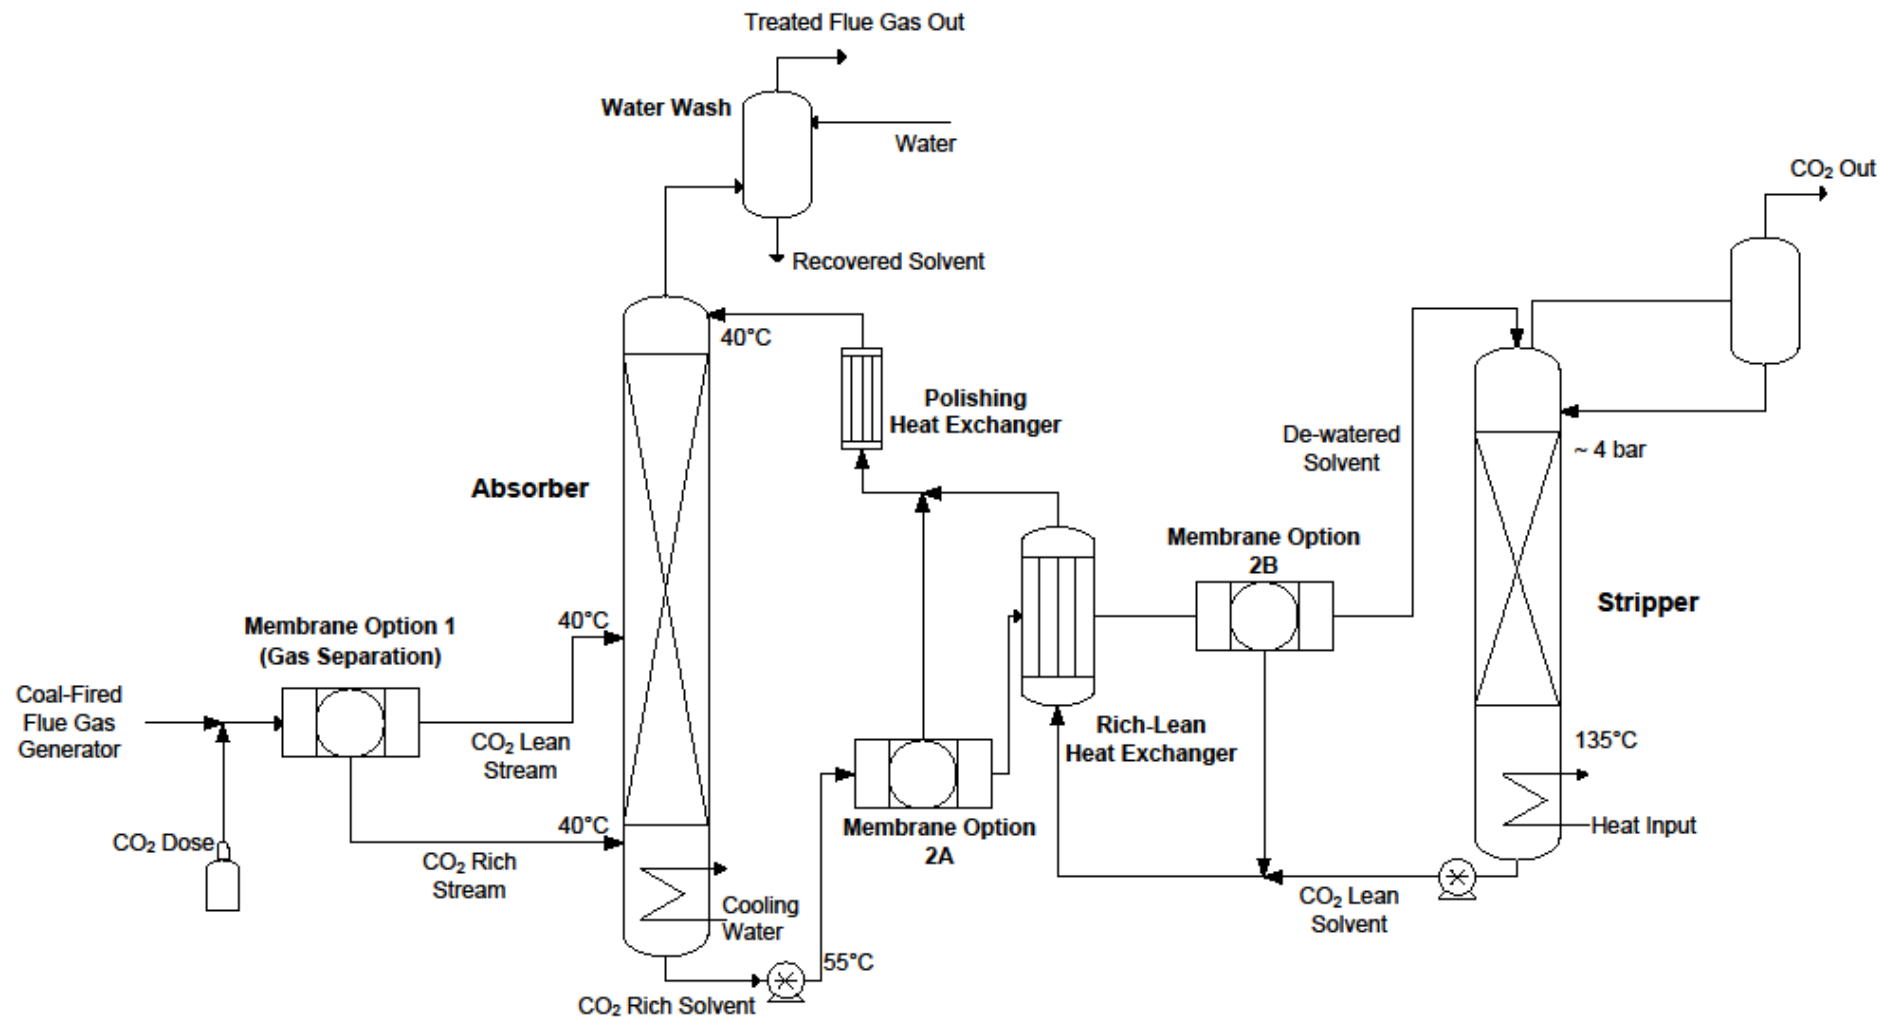 Treated Flue Gas Out
Water Wash
Water
Recovered Solvent
CO₂ Out
40°C
Polishing
Heat Exchanger
De-watered
Solvent
~ 4 bar
Absorber
Membrane Option
2B
Stripper
Membrane Option 1
(Gas Separation)
40°C
Coal-Fired
Flue Gas
Generator
CO₂ Lean
Stream
Rich-Lean
Heat Exchanger
135°C
CO₂ Dose
40°C
CO₂ Rich
Stream
Membrane Option
2A
Heat Input
Cooling
Water
CO₂ Lean
Solvent
55°C
CO₂ Rich Solvent